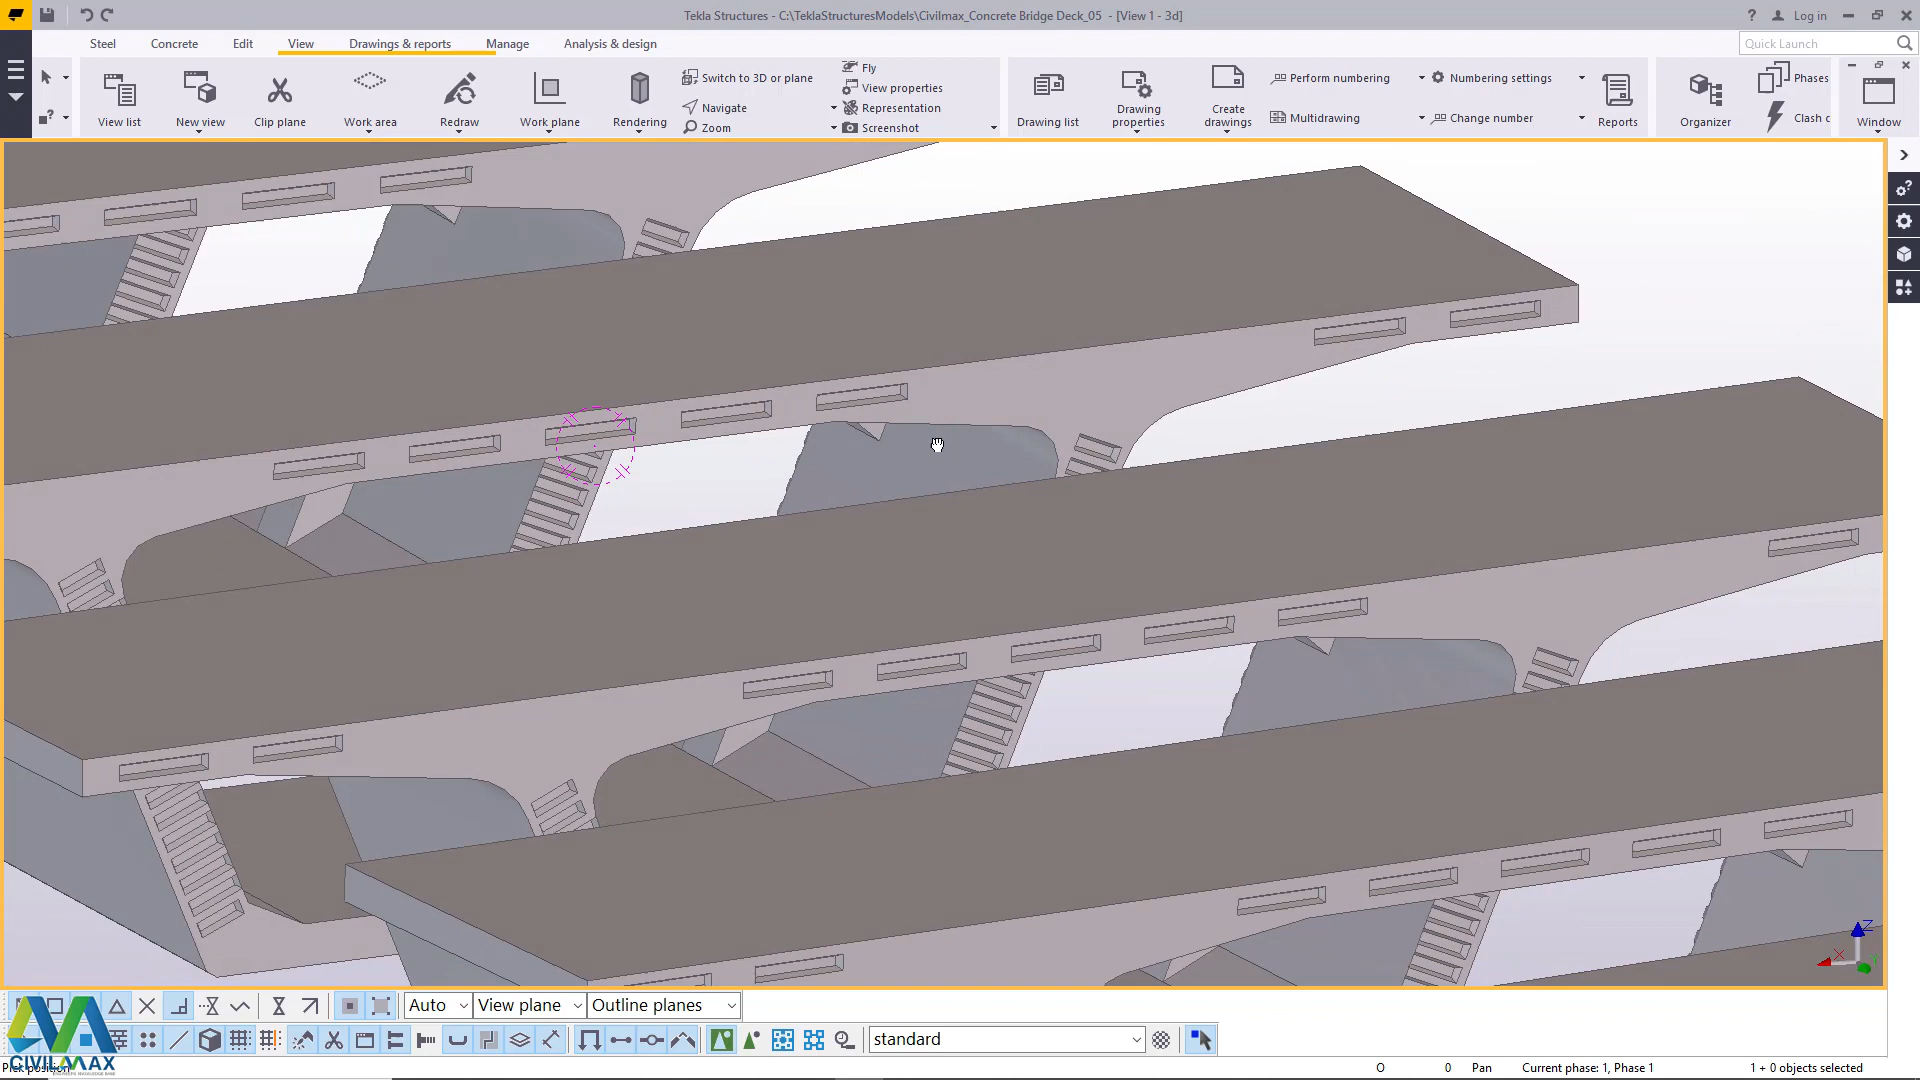 Tekla Structures - C:\TeklaStructuresModels\Civilmax_Concrete Bridge Deck_05 - [View 1 - 3d]
? Log in
Steel Concrete Edit View Drawings & reports Manage Analysis & design
Quick Launch
View list
New view
Clip plane
Work area
Redraw
Work plane
Rendering
Switch to 3D or plane
Navigate
Zoom
Fly
View properties
Representation
Screenshot
Drawing list
Drawing
properties
Create
drawings
Perform numbering
Multidrawing
Numbering settings
Change number
Reports
Organizer
Phases
Clash c
Window
Z
X
Auto View plane Outline planes
standard
CIVILMAX
Pick position
O 0 Pan Current phase: 1, Phase 1 1 + 0 objects selected